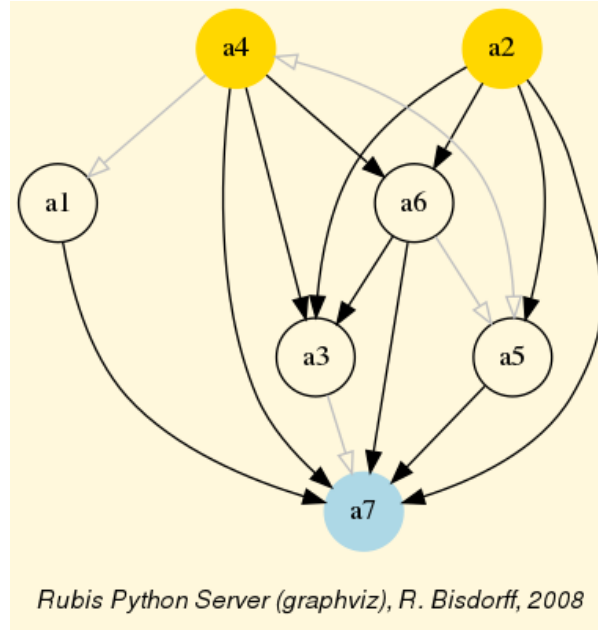 a4 a2
a1 a6
a3 a5
a7
Rubis Python Server (graphviz), R. Bisdorff, 2008